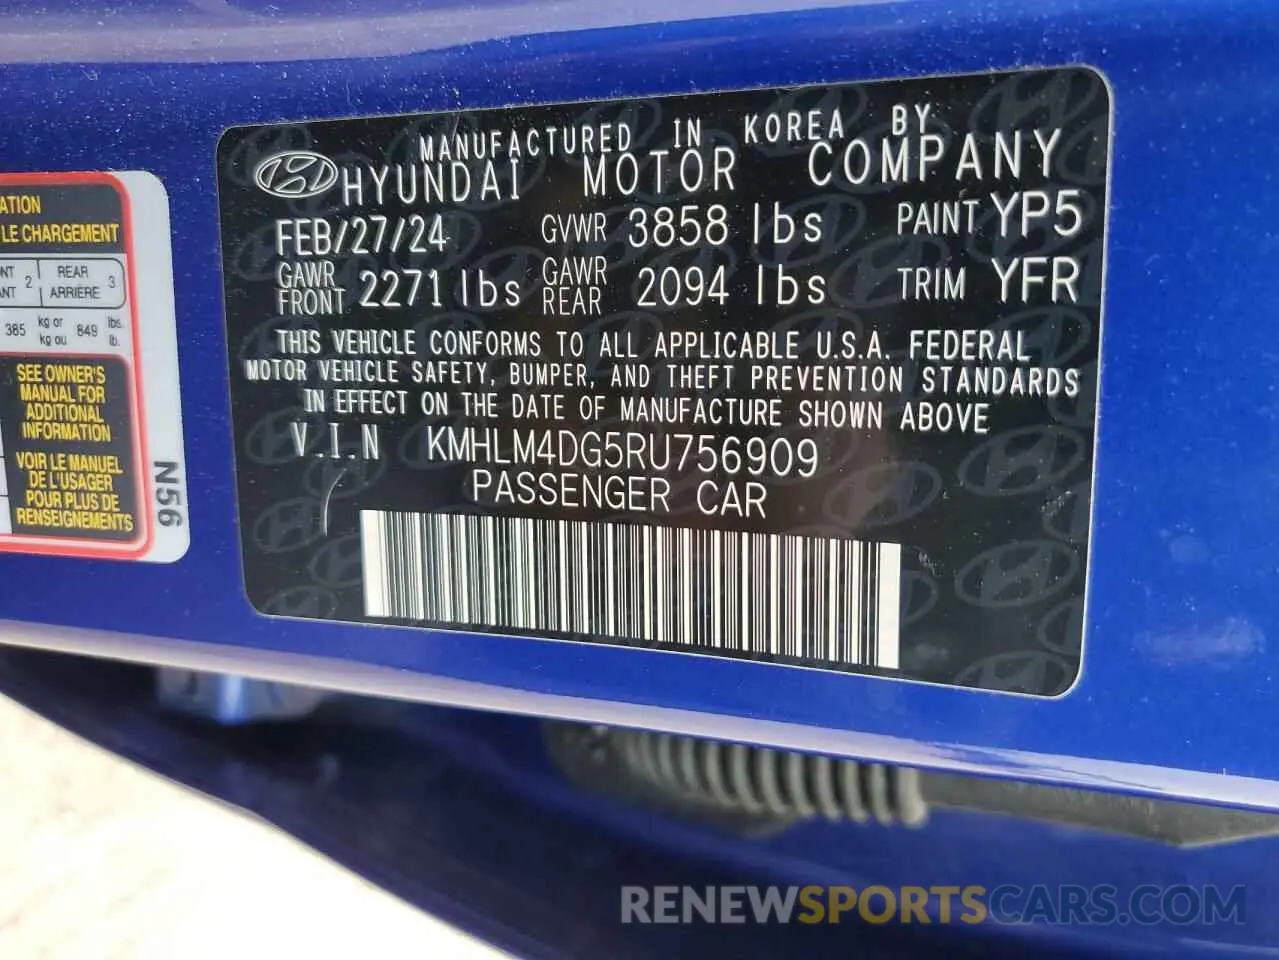 MANUFACTURED IN KOREA BY
HYUNDAI MOTOR COMPANY
FEB/27/24 GVWR 3858 lbs PAINT YP5
GAWR FRONT 2271 lbs GAWR REAR 2094 lbs TRIM YFR
THIS VEHICLE CONFORMS TO ALL APPLICABLE U.S.A. FEDERAL
MOTOR VEHICLE SAFETY, BUMPER, AND THEFT PREVENTION STANDARDS
IN EFFECT ON THE DATE OF MANUFACTURE SHOWN ABOVE
V.I.N KMHLM4DG5RU756909
PASSENGER CAR
LE CHARGEMENT
2 REAR 3
ARRIÈRE
385 kg or 849 lbs.
kg ou lb.
SEE OWNER'S
MANUAL FOR
ADDITIONAL
INFORMATION
VOIR LE MANUEL
DE L'USAGER
POUR PLUS DE
RENSEIGNEMENTS
N56
RENEWSPORTSCARS.COM